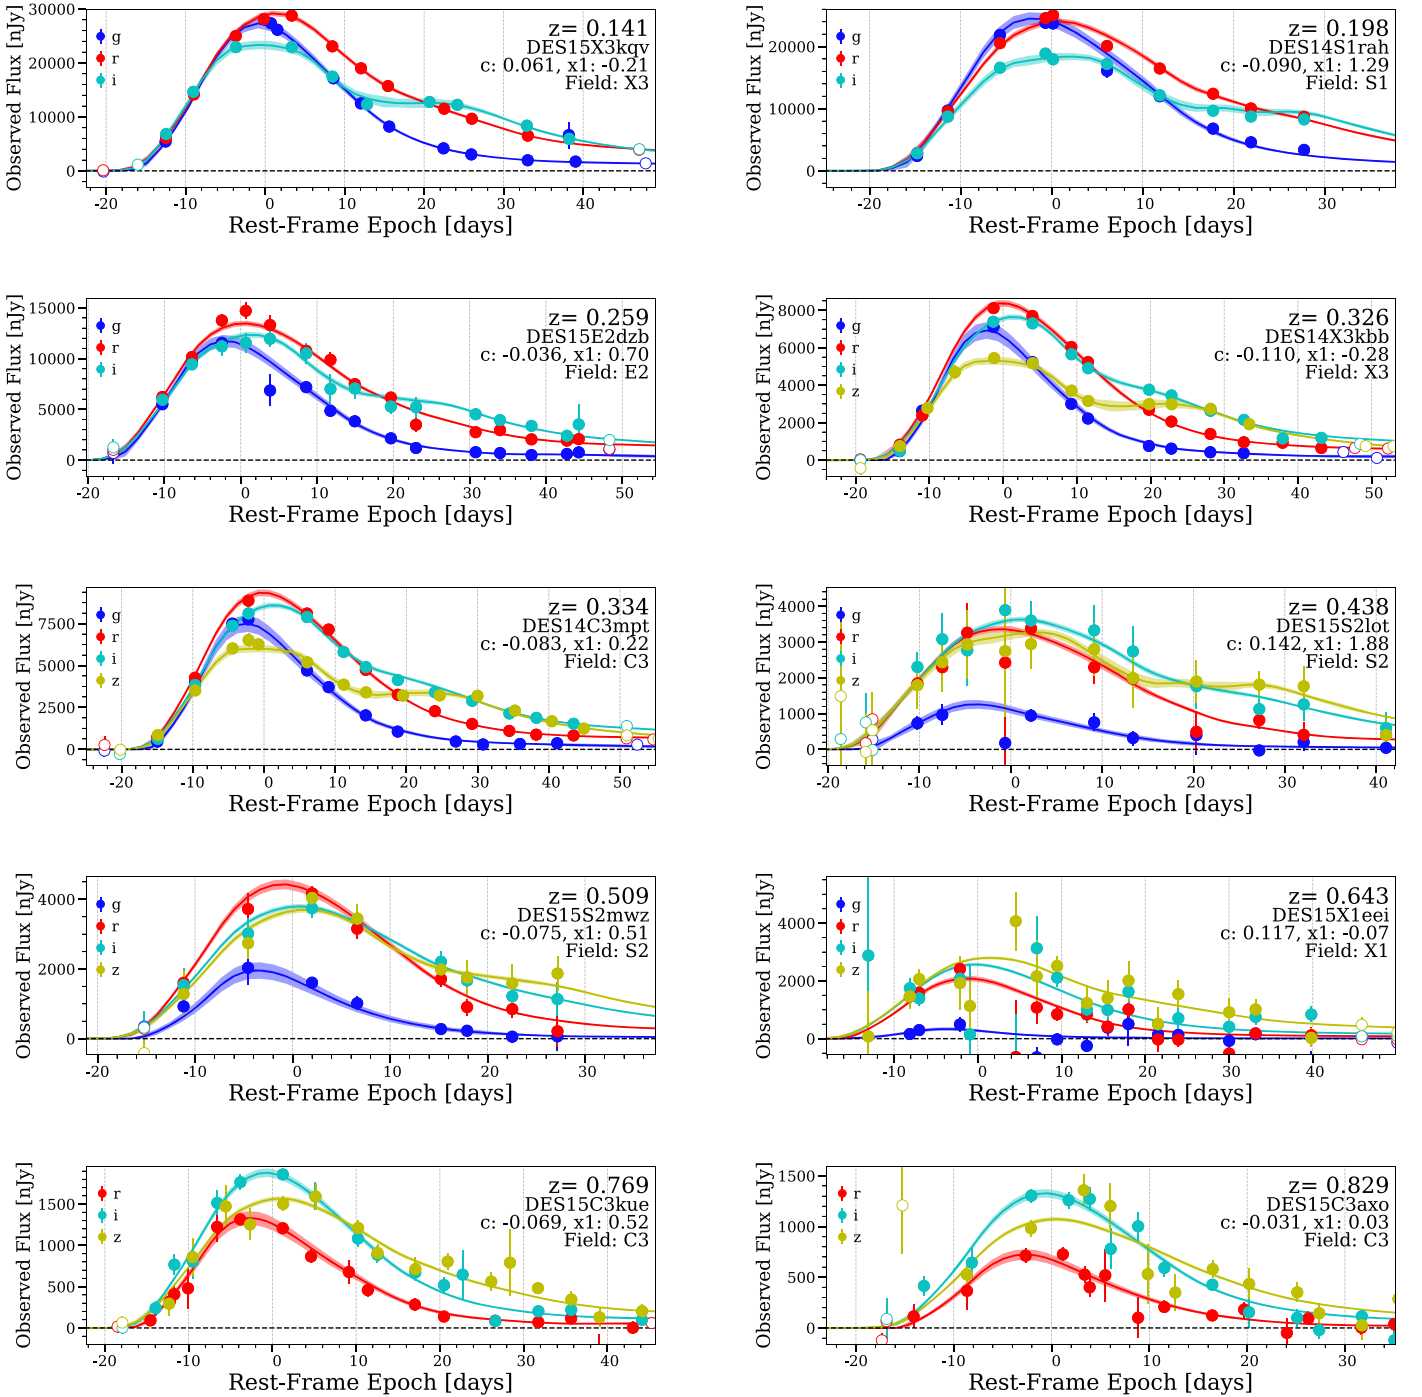 30000
20000
10000
0
Observed Flux [nJy]
g
r
i
z= 0.141
DES15X3kqv
c: 0.061, x1: -0.21
Field: X3
-20 -10 0 10 20 30 40
Rest-Frame Epoch [days]
20000
10000
0
Observed Flux [nJy]
g
r
i
z= 0.198
DES14S1rah
c: -0.090, x1: 1.29
Field: S1
-20 -10 0 10 20 30
Rest-Frame Epoch [days]
15000
10000
5000
0
Observed Flux [nJy]
g
r
i
z= 0.259
DES15E2dzb
c: -0.036, x1: 0.70
Field: E2
-20 -10 0 10 20 30 40 50
Rest-Frame Epoch [days]
8000
6000
4000
2000
0
Observed Flux [nJy]
g
r
i
z
z= 0.326
DES14X3kbb
c: -0.110, x1: -0.28
Field: X3
-20 -10 0 10 20 30 40 50
Rest-Frame Epoch [days]
7500
5000
2500
0
Observed Flux [nJy]
g
r
i
z
z= 0.334
DES14C3mpt
c: -0.083, x1: 0.22
Field: C3
-20 -10 0 10 20 30 40 50
Rest-Frame Epoch [days]
4000
3000
2000
1000
0
Observed Flux [nJy]
g
r
i
z
z= 0.438
DES15S2lot
c: 0.142, x1: 1.88
Field: S2
-20 -10 0 10 20 30 40
Rest-Frame Epoch [days]
4000
2000
0
Observed Flux [nJy]
g
r
i
z
z= 0.509
DES15S2mwz
c: -0.075, x1: 0.51
Field: S2
-20 -10 0 10 20 30
Rest-Frame Epoch [days]
4000
2000
0
Observed Flux [nJy]
g
r
i
z
z= 0.643
DES15X1eei
c: 0.117, x1: -0.07
Field: X1
-10 0 10 20 30 40 50
Rest-Frame Epoch [days]
1500
1000
500
0
Observed Flux [nJy]
r
i
z
z= 0.769
DES15C3kue
c: -0.069, x1: 0.52
Field: C3
-20 -10 0 10 20 30 40
Rest-Frame Epoch [days]
1500
1000
500
0
Observed Flux [nJy]
r
i
z
z= 0.829
DES15C3axo
c: -0.031, x1: 0.03
Field: C3
-20 -10 0 10 20 30
Rest-Frame Epoch [days]